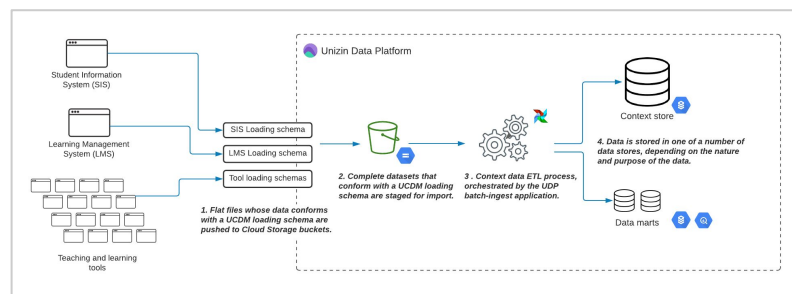 Unizin Data Platform
Student Information
System (SIS)
Learning Management
System (LMS)
Teaching and learning
tools
SIS Loading schema
LMS Loading schema
Tool loading schemas
1. Flat files whose data conforms
with a UCDM loading schema are
pushed to Cloud Storage buckets.
2. Complete datasets that
conform with a UCDM loading
schema are staged for import.
3 . Context data ETL process,
orchestrated by the UDP
batch-ingest application.
Context store
4. Data is stored in one of a number of
data stores, depending on the nature
and purpose of the data.
Data marts